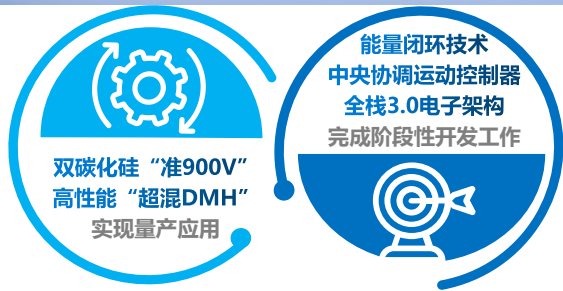 双碳化硅“准900V”
高性能“超混DMH”
实现量产应用
能量闭环技术
中央协调运动控制器
全栈3.0电子架构
完成阶段性开发工作